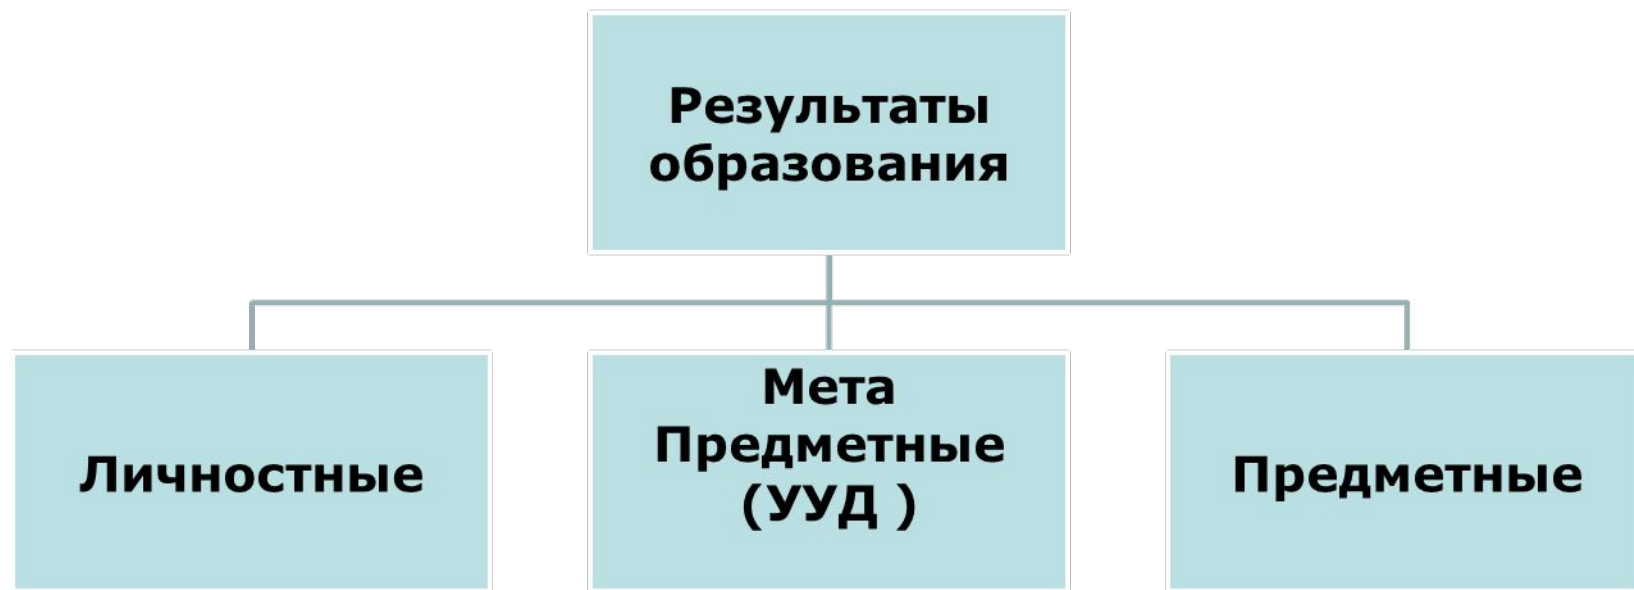 Результаты
образования
Личностные
Мета
Предметные
(УУД )
Предметные